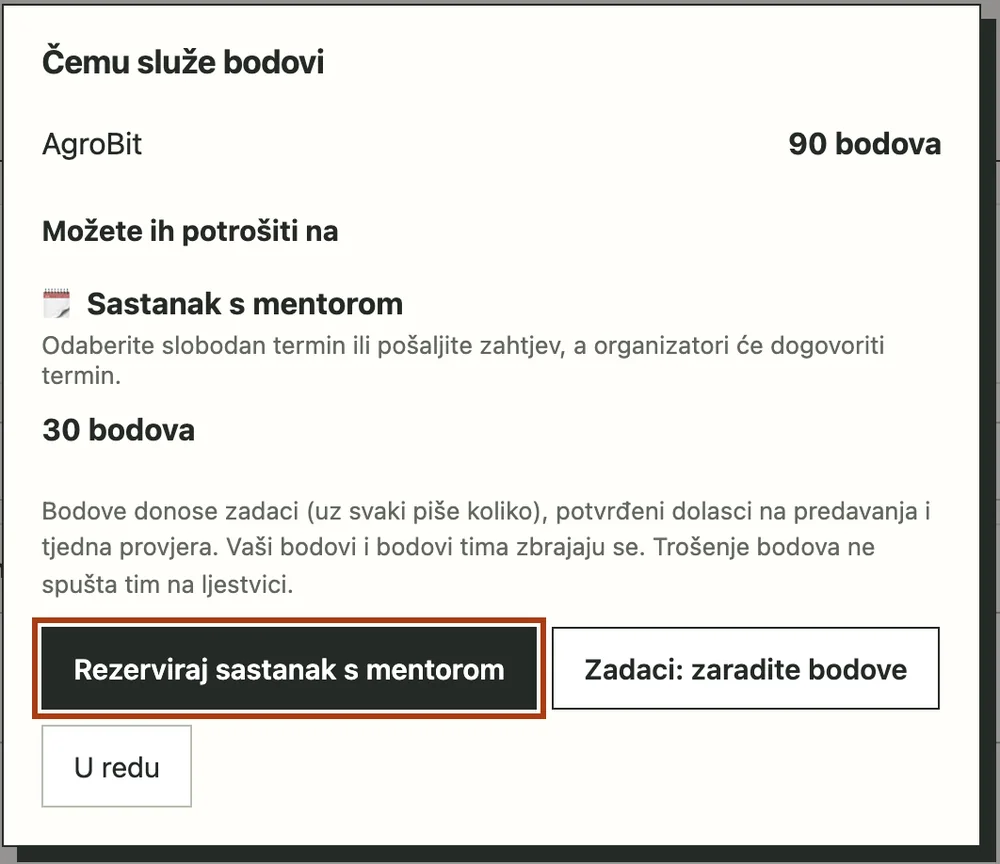 Čemu služe bodovi
AgroBit
90 bodova
Možete ih potrošiti na
Sastanak s mentorom
Odaberite slobodan termin ili pošaljite zahtjev, a organizatori će dogovoriti
termin.
30 bodova
Bodove donose zadaci (uz svaki piše koliko), potvrđeni dolasci na predavanja i
tjedna provjera. Vaši bodovi i bodovi tima zbrajaju se. Trošenje bodova ne
spušta tim na ljestvici.
Rezerviraj sastanak s mentorom
Zadaci: zaradite bodove
U redu